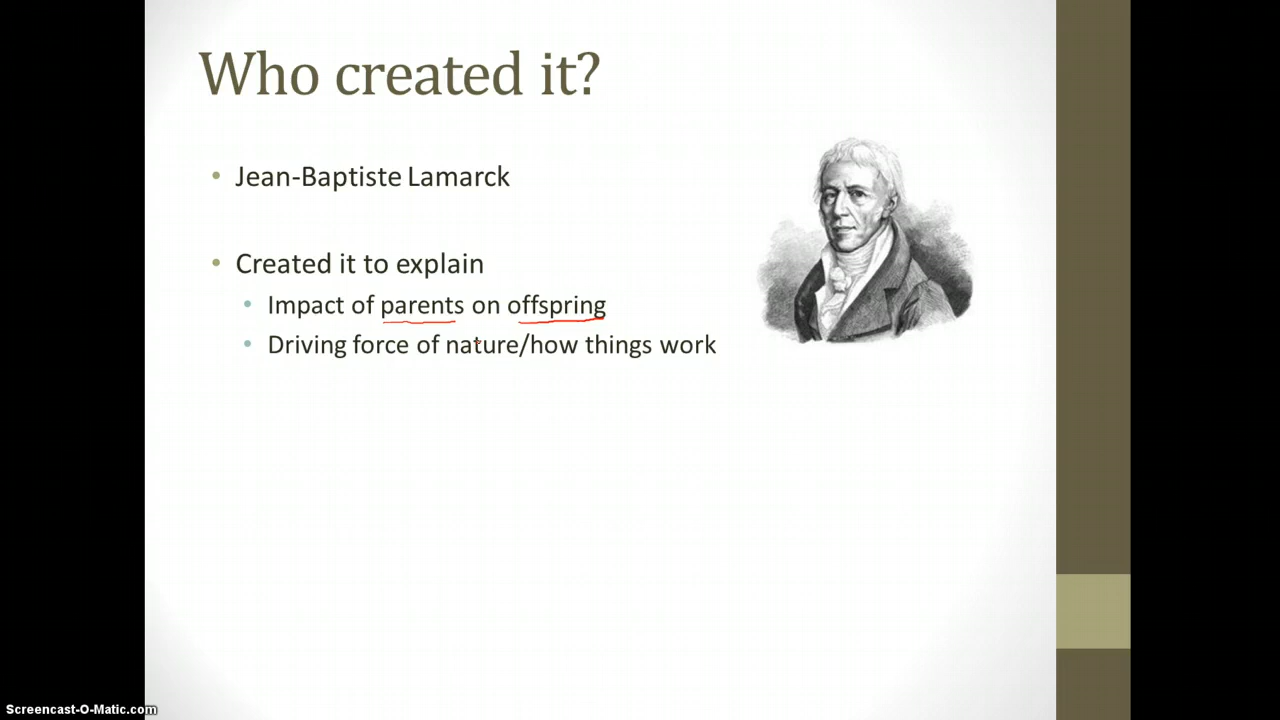 Who created it?
• Jean-Baptiste Lamarck
• Created it to explain
• Impact of parents on offspring
• Driving force of nature/how things work
Screencast-O-Matic.com